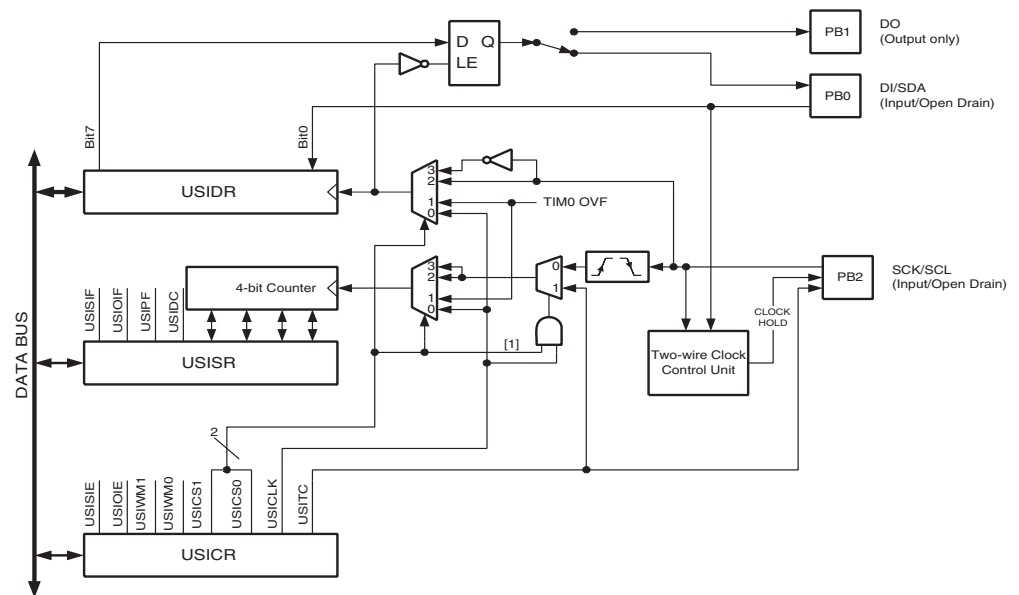 DO
(Output only)
PB1
D Q
LE
DI/SDA
(Input/Open Drain)
PB0
Bit7
Bit0
USIDR
3
2
1
0
TIM0 OVF
3
2
1
0
0
1
4-bit Counter
USISIF
USIOIF
USIPF
USIDC
USISR
[1]
SCK/SCL
(Input/Open Drain)
PB2
CLOCK
HOLD
Two-wire Clock
Control Unit
DATA BUS
2
USISIE
USIOIE
USIWM1
USIWM0
USICS1
USICS0
USICLK
USITC
USICR